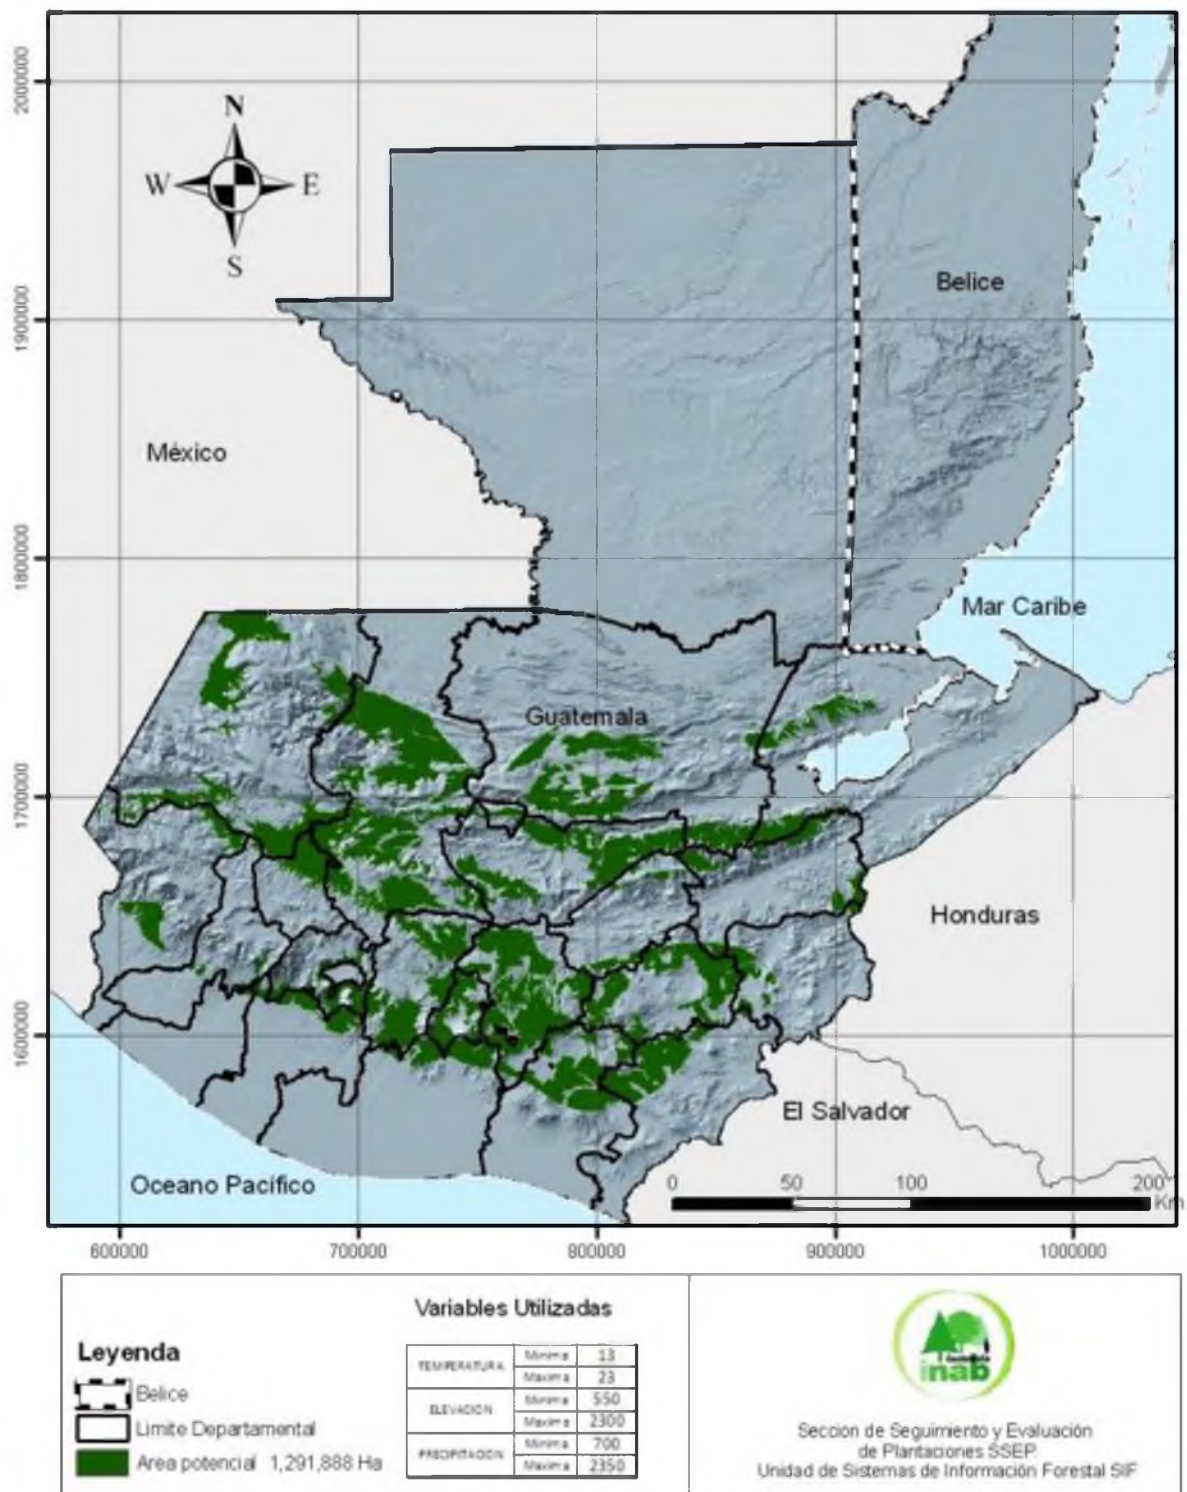 N
W
E
S
2000000
1900000
1800000
1700000
1600000
Belice
México
Mar Caribe
Guatemala
Honduras
El Salvador
Oceano Pacífico
0
50
100
200
Km
600000
700000
800000
900000
1000000
Leyenda
Belice
Limite Departamental
Area potencial 1,291,888 Ha
Variables Utilizadas
TEMPERATURA
Minima 13
Maxima 23
ELEVACION
Minima 550
Maxima 2300
PRECIPITACION
Minima 700
Maxima 2350
inab
Seccion de Seguimiento y Evaluación
de Plantaciones SSEP.
Unidad de Sistemas de Información Forestal SIF